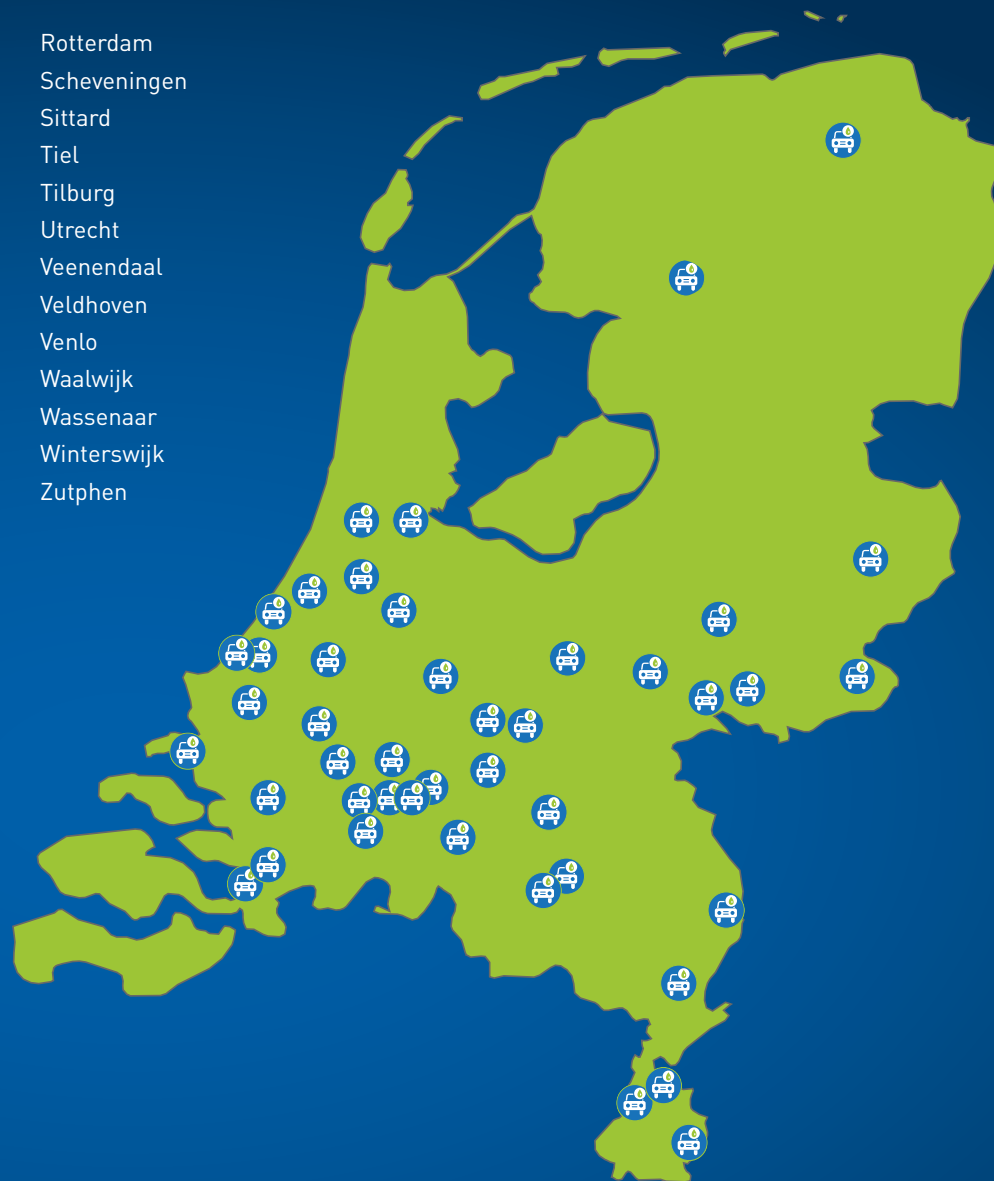 Rotterdam
Scheveningen
Sittard
Tiel
Tilburg
Utrecht
Veenendaal
Veldhoven
Venlo
Waalwijk
Wassenaar
Winterswijk
Zutphen